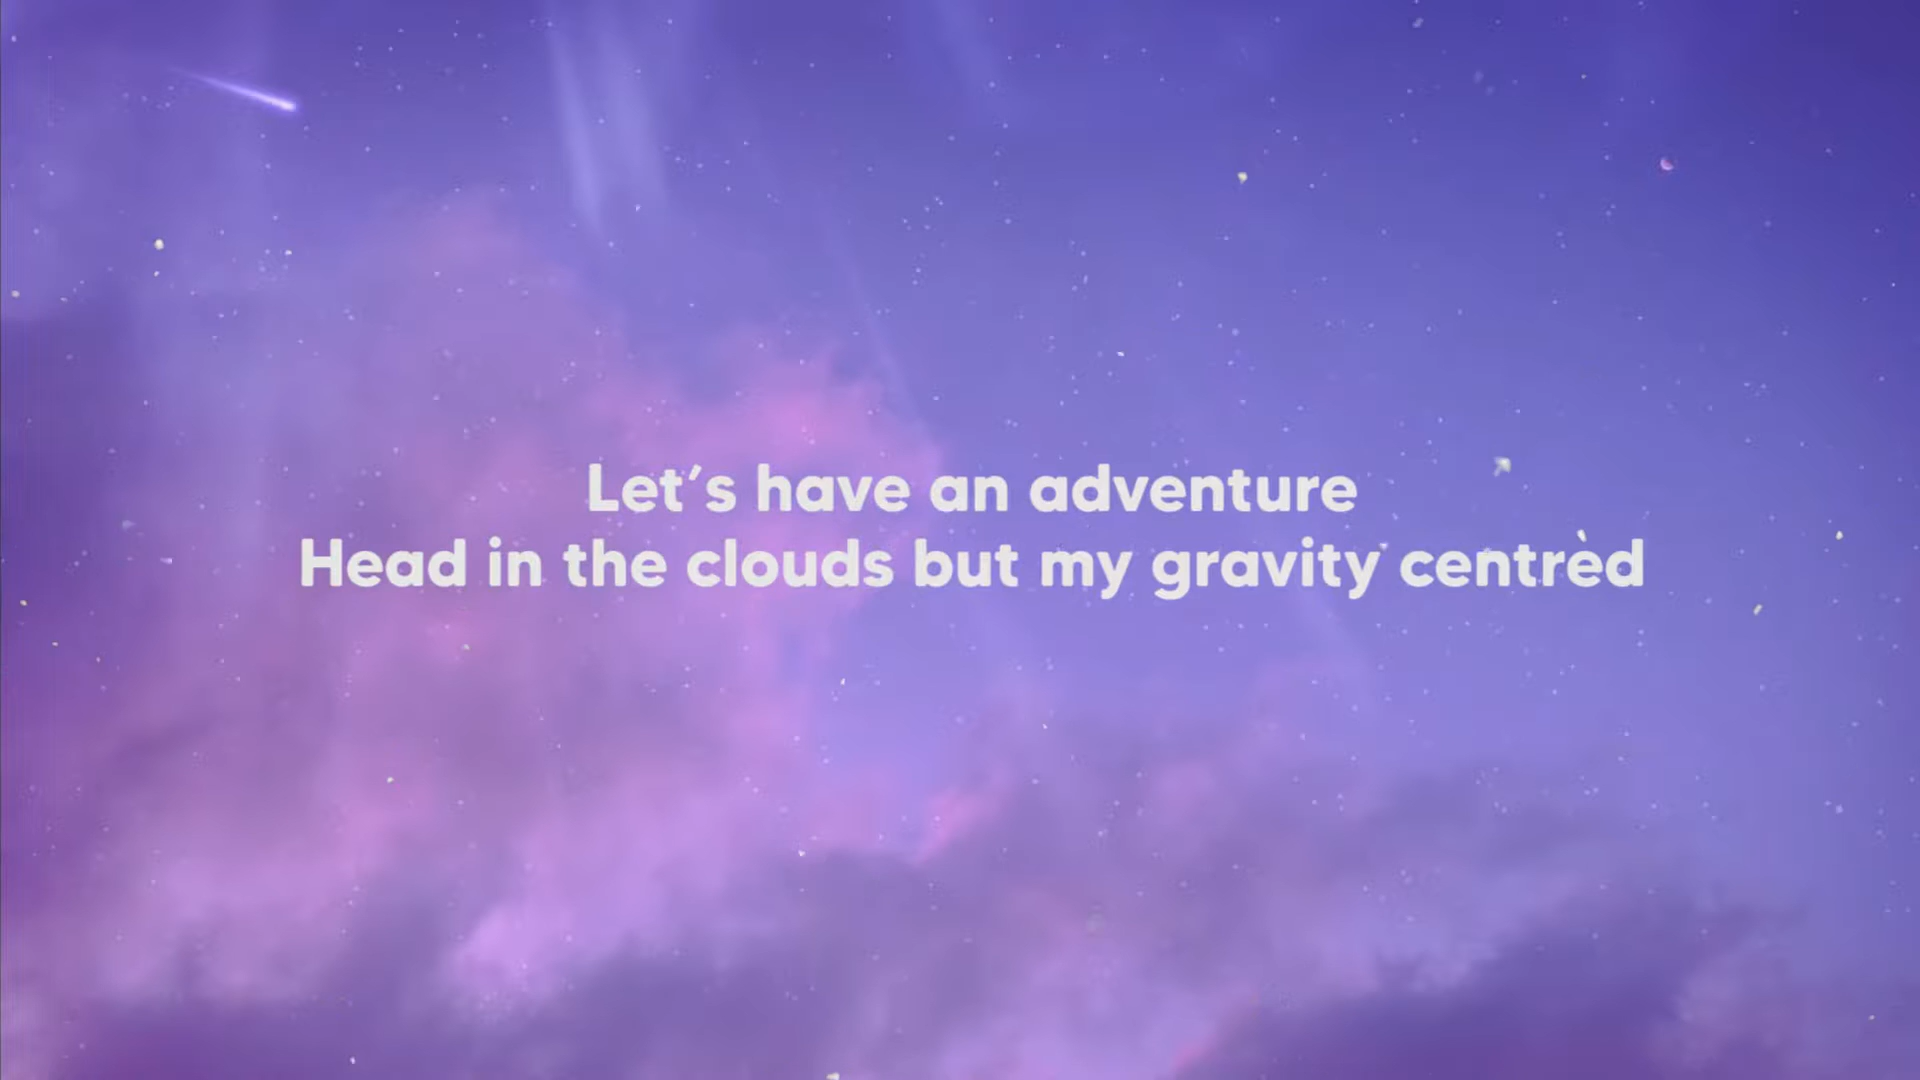 Let’s have an adventure
Head in the clouds but my gravity centred